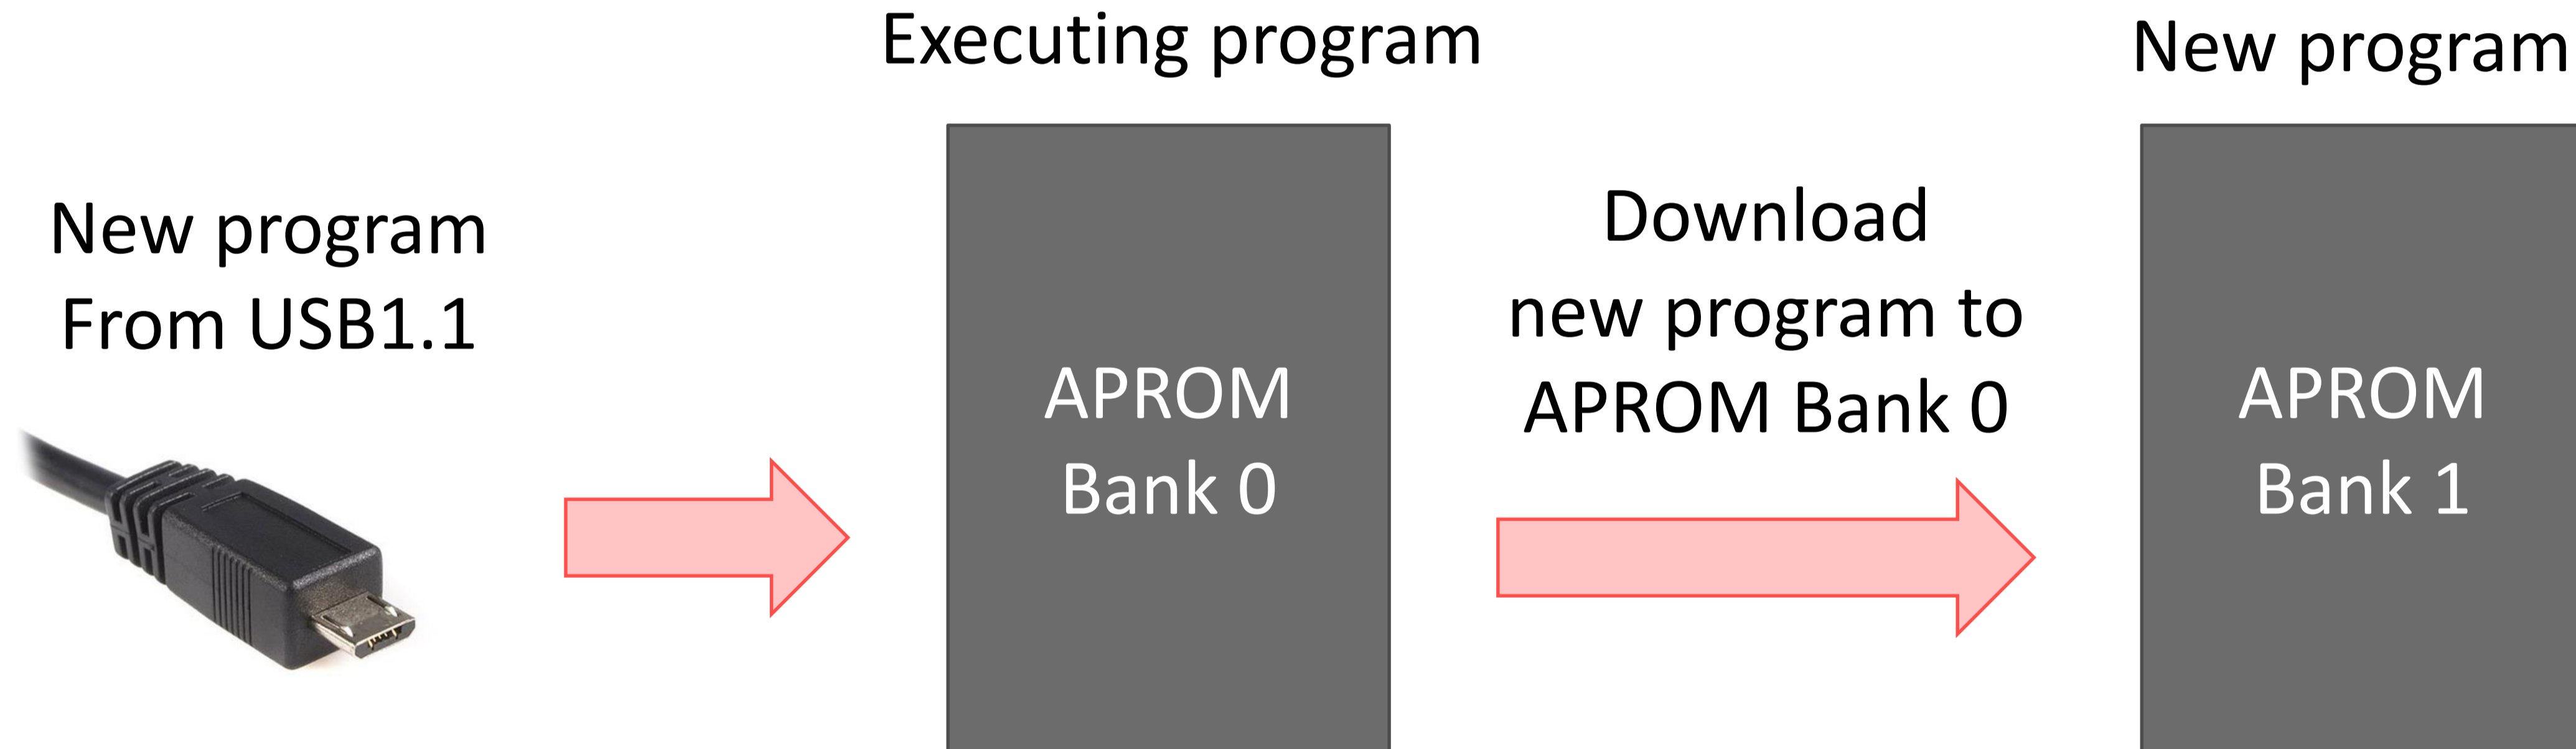 Executing program
New program
New program
From USB1.1
Download
new program to
APROM Bank 0
APROM
Bank 0
APROM
Bank 1